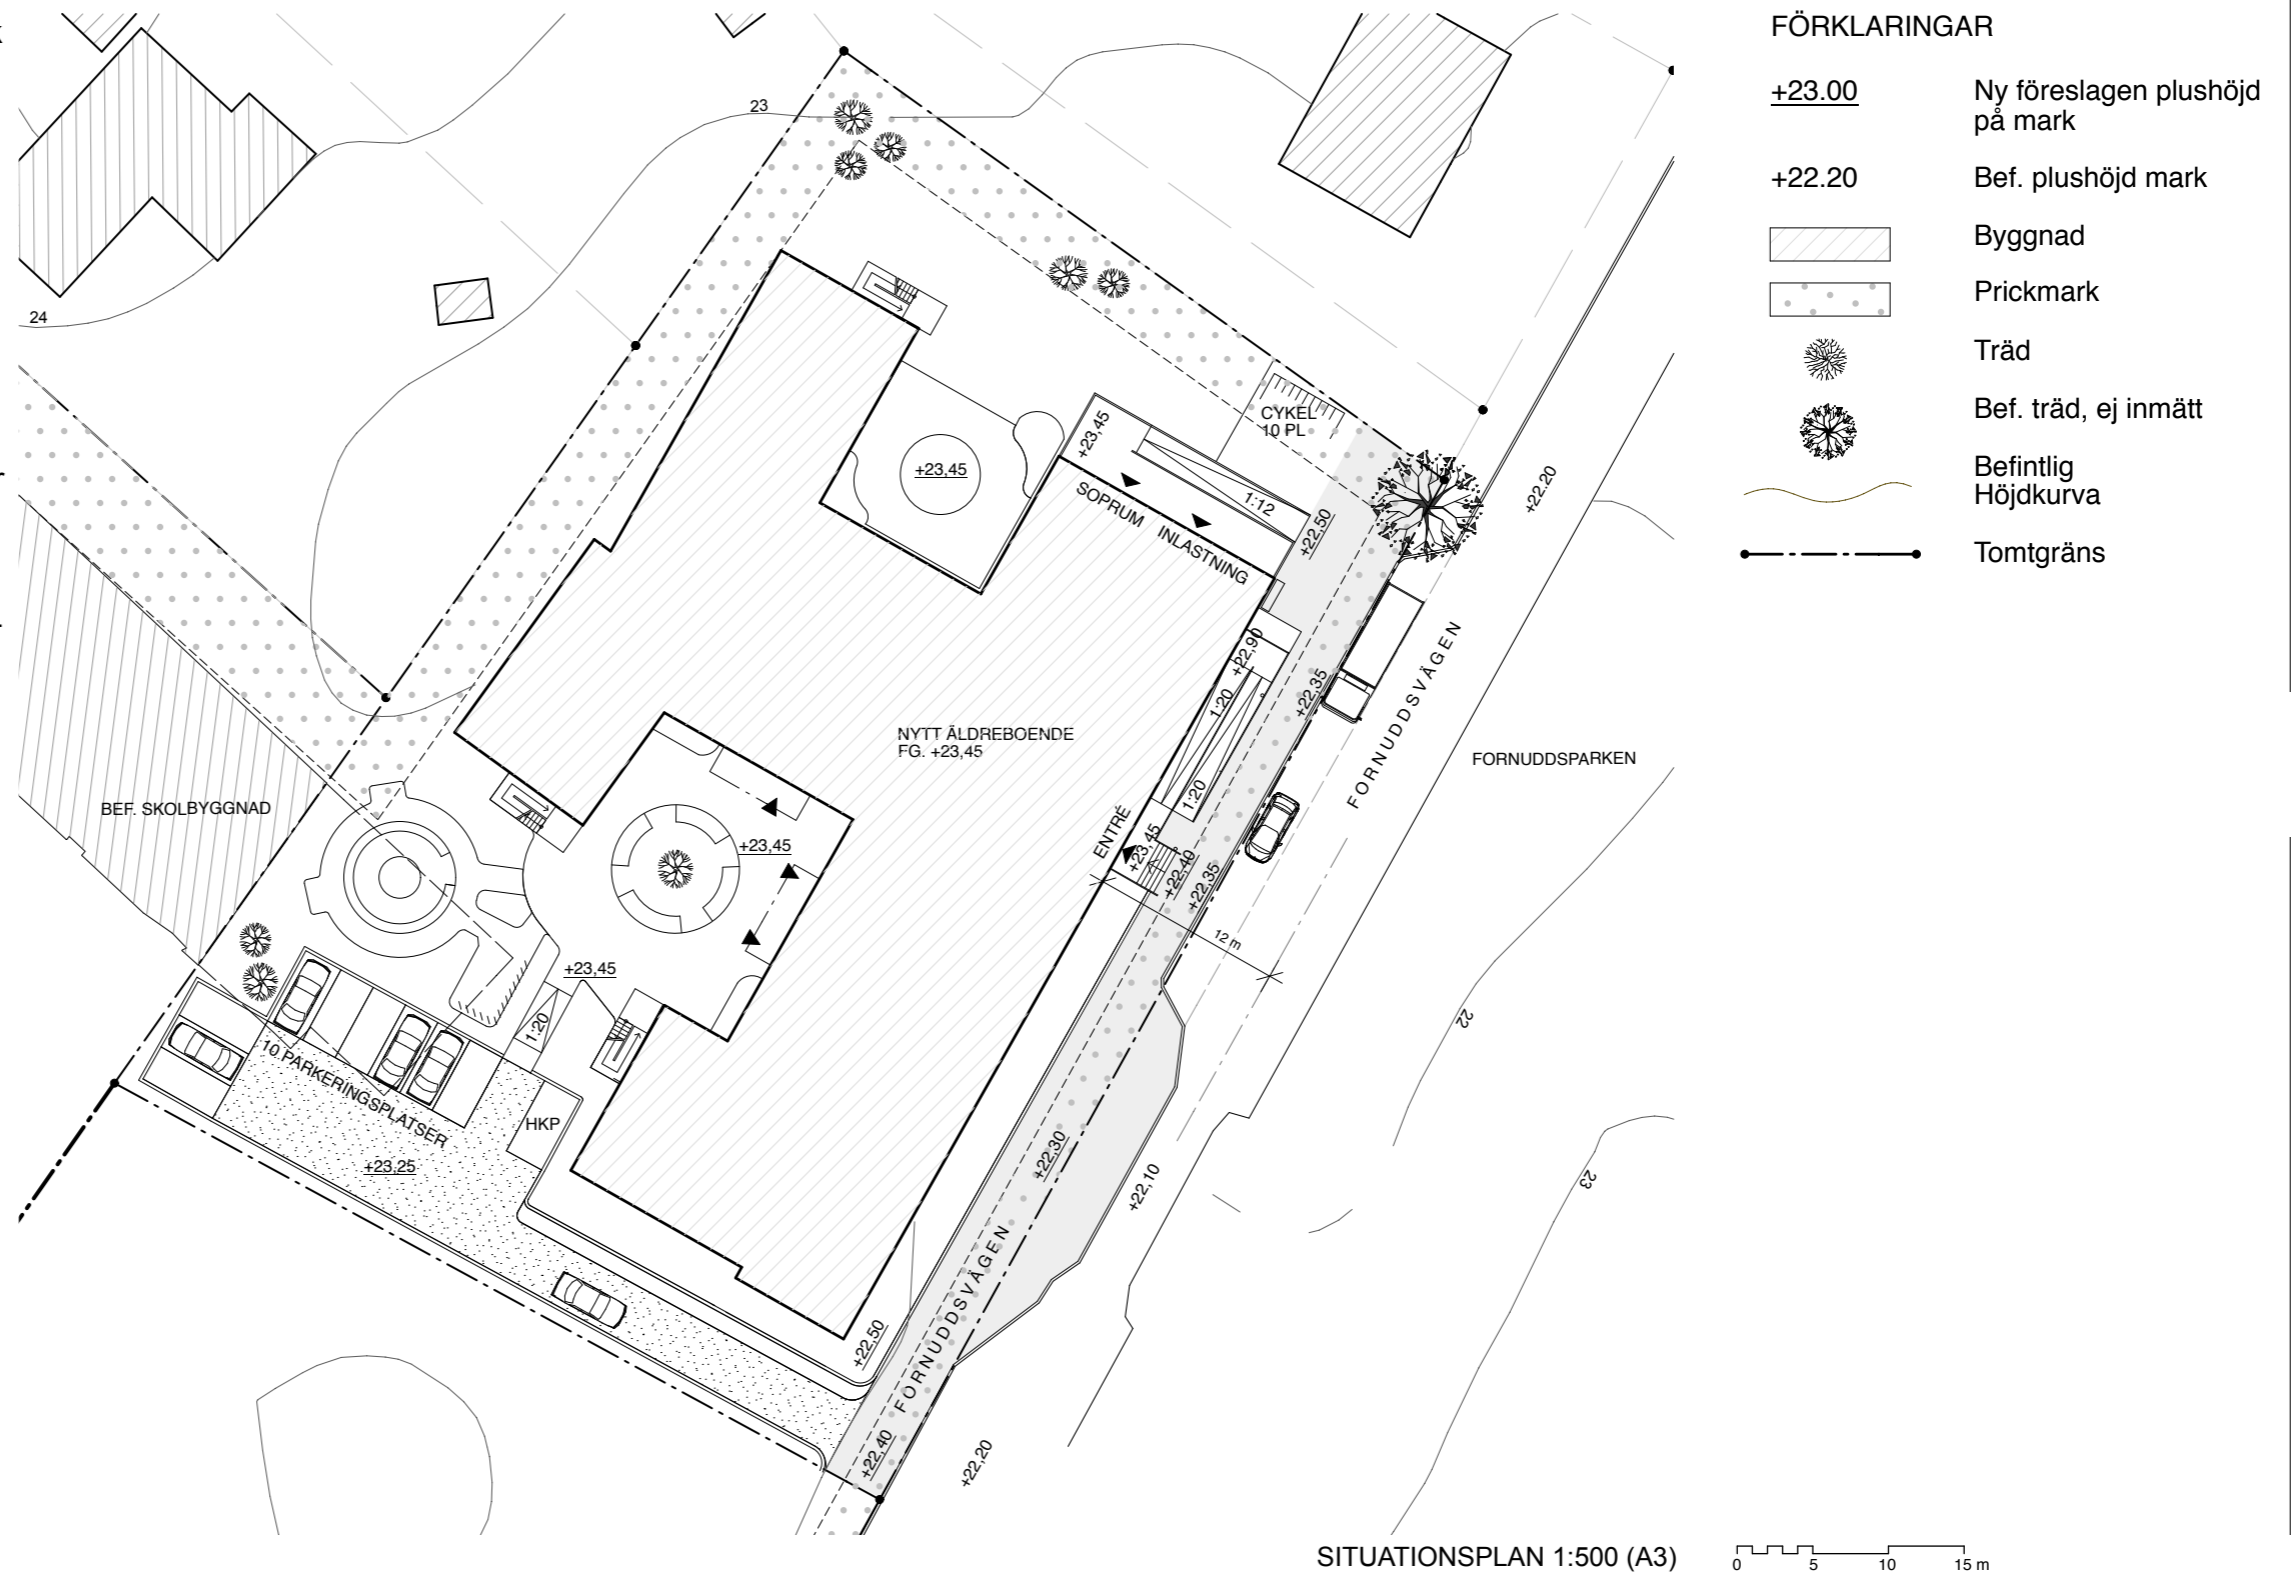 FÖRKLARINGAR
+23.00
Ny föreslagen plushöjd
på mark
+22.20
Bef. plushöjd mark
Byggnad
Prickmark
Träd
Bef. träd, ej inmätt
Befintlig
Höjdkurva
Tomtgräns
23
24
CYKEL
10 PL
+23,45
+23,45
SOPRUM
INLASTNING
1:12
+22,50
+22.20
+22,90
1:20
+22,35
1:20
FORNUDDSVÄGEN
NYTT ÄLDREBOENDE
FG. +23,45
FORNUDDSPARKEN
BEF. SKOLBYGGNAD
+23,45
ENTRÉ
+23,45
+22,40
+22,35
12 m
+23,45
1:20
22
10 PARKERINGSPLATSER
HKP
+23,25
+22,30
+22,10
23
FORNUDDSVÄGEN
+22,50
+22,40
+22,20
SITUATIONSPLAN 1:500 (A3)
0 5 10 15 m